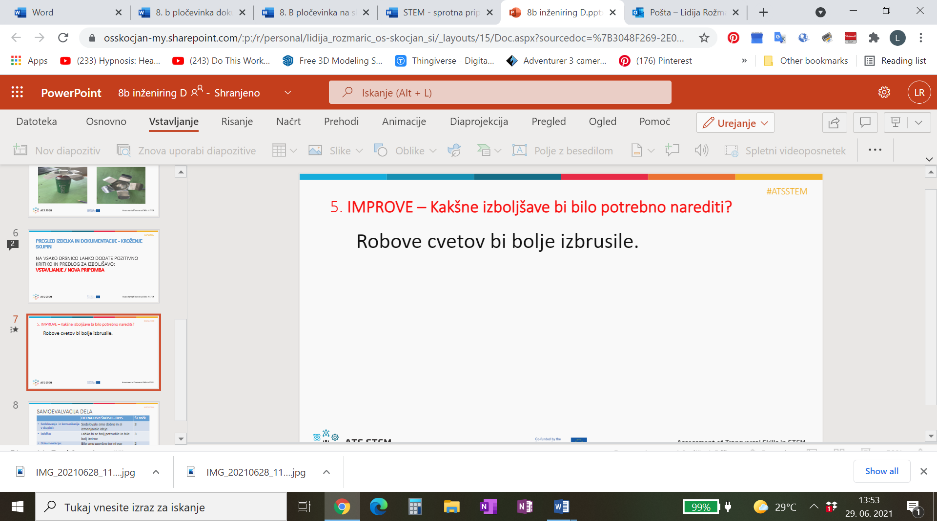 Word
8. b pločevinka dok
8. B pločevinka na s
STEM - sprotna prip
8b inženiring D.ppt
Pošta – Lidija Rožm
osskocjan-my.sharepoint.com/:p:/r/personal/lidija_rozmaric_os-skocjan_si/_layouts/15/Doc.aspx?sourcedoc=%7B3048F269-2E0...
L
Apps
(233) Hypnosis: Hea...
(243) Do This Work...
Free 3D Modeling S...
Thingiverse Digita...
Adventurer 3 camer...
(176) Pinterest
»
Other bookmarks
Reading list
PowerPoint
8b inženiring D
- Shranjeno
Iskanje (Alt + L)
LR
Datoteka
Osnovno
Vstavljanje
Risanje
Načrt
Prehodi
Animacije
Diaprojekcija
Pregled
Ogled
Pomoč
Urejanje
Nov diapozitiv
Znova uporabi diapozitive
Slike
Oblike
Polje z besedilom
Spletni videoposnetek
6
2
PREGLED IZDELKA IN DOKUMENTACIJE - KROŽENJE
SKUPIN
NA VSAKO DRSNICO LAHKO DODATE POZITIVNO
KRITIKO IN PREDLOG ZA IZBOLJŠAVO:
VSTAVLJANJE / NOVA PRIPOMBA
7
5. IMPROVE – Kakšne izboljšave bi bilo potrebno narediti?
Robove cvetov bi bolje izbrusile.
8
SAMOEVALVACIJA DELA
#ATSSTEM
5. IMPROVE – Kakšne izboljšave bi bilo potrebno narediti?
Robove cvetov bi bolje izbrusile.
ATS STEM
Assessment of Transversal Skills in STEM
IMG_20210628_11....jpg
IMG_20210628_11....jpg
Show all
Tukaj vnesite izraz za iskanje
99%
29°C
13:53
29. 06. 2021
1